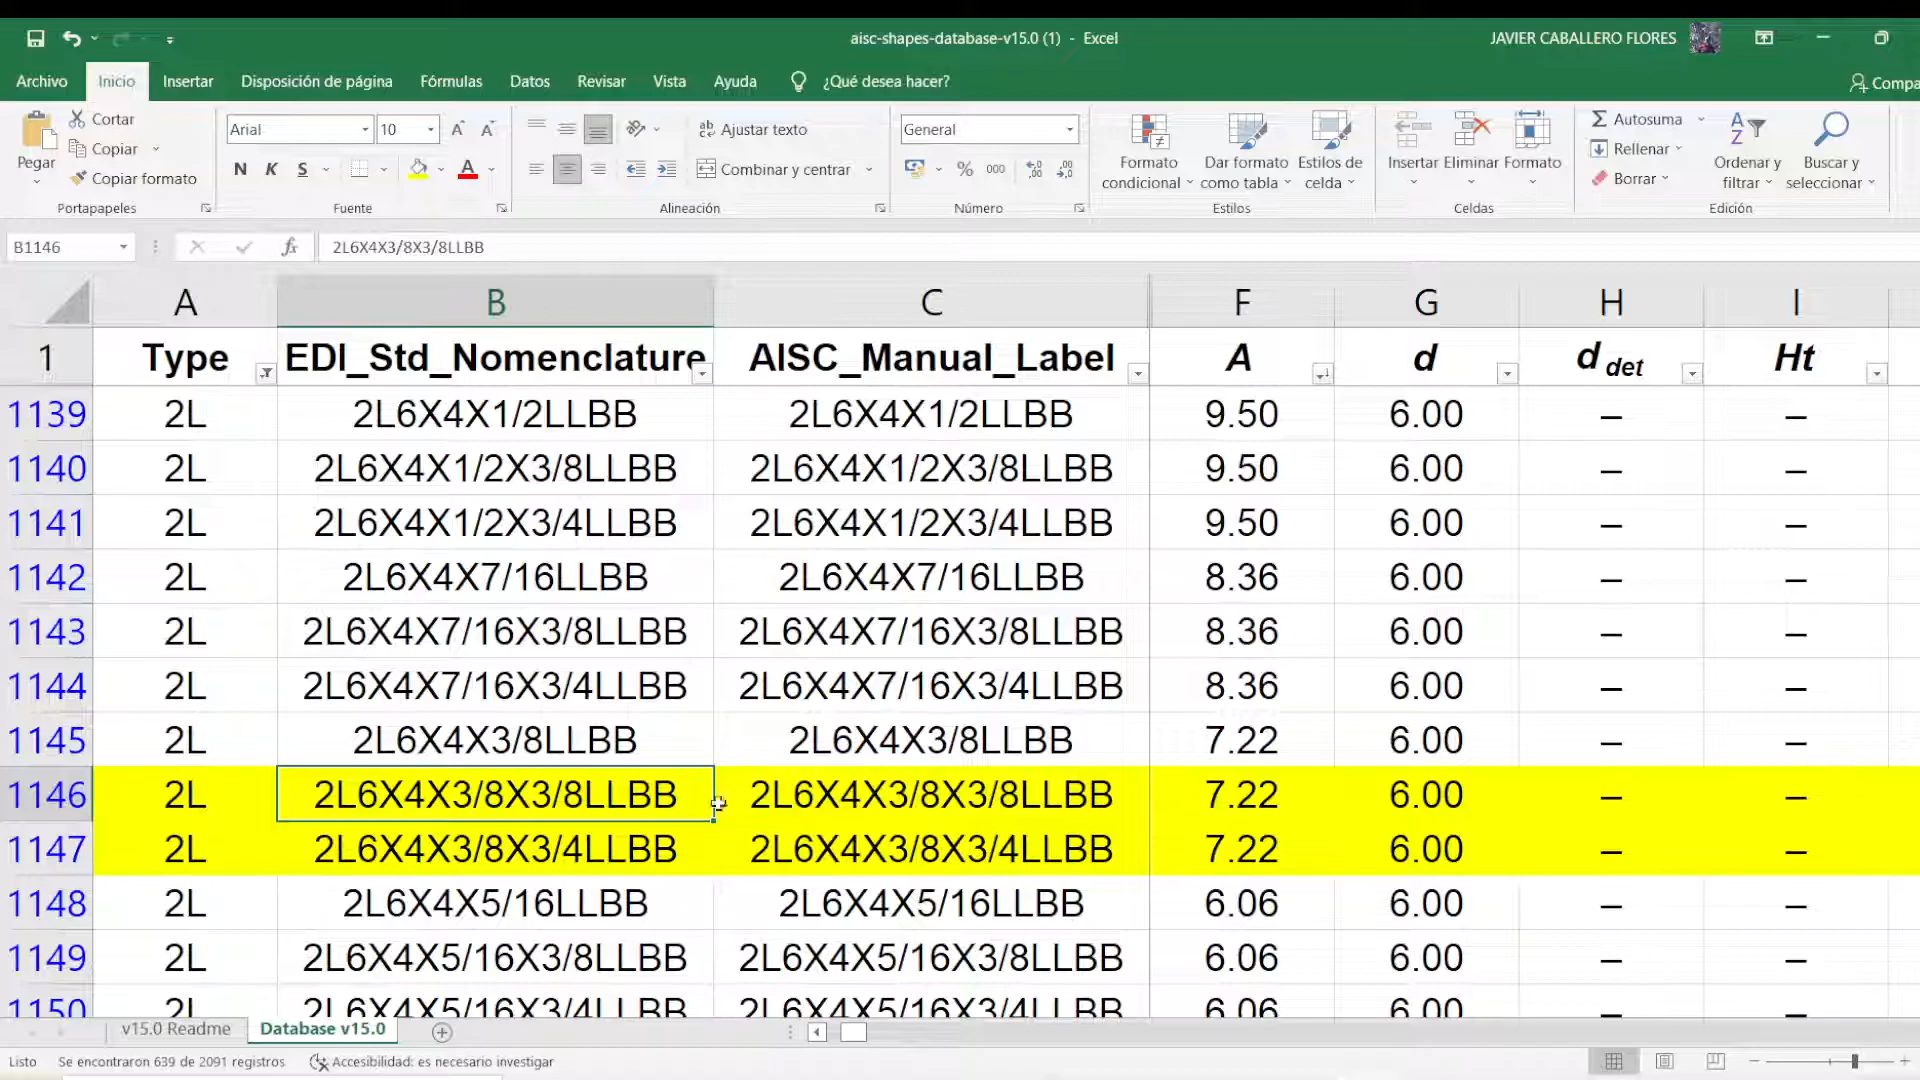 aisc-shapes-database-v15.0 (1) - Excel
JAVIER CABALLERO FLORES
Archivo Inicio Insertar Disposición de página Fórmulas Datos Revisar Vista Ayuda ¿Qué desea hacer?
Pegar
Cortar
Copiar
Copiar formato
Portapapeles
Arial 10
N K S
Fuente
Ajustar texto
Combinar y centrar
Alineación
General
% 000
Número
Formato condicional
Dar formato como tabla
Estilos de celda
Estilos
Insertar Eliminar Formato
Celdas
Autosuma
Rellenar
Borrar
Ordenar y filtrar
Buscar y seleccionar
Edición
B1146 fx 2L6X4X3/8X3/8LLBB
A B C F G H I
1 Type EDI_Std_Nomenclature AISC_Manual_Label A d d det Ht
1139 2L 2L6X4X1/2LLBB 2L6X4X1/2LLBB 9.50 6.00 – –
1140 2L 2L6X4X1/2X3/8LLBB 2L6X4X1/2X3/8LLBB 9.50 6.00 – –
1141 2L 2L6X4X1/2X3/4LLBB 2L6X4X1/2X3/4LLBB 9.50 6.00 – –
1142 2L 2L6X4X7/16LLBB 2L6X4X7/16LLBB 8.36 6.00 – –
1143 2L 2L6X4X7/16X3/8LLBB 2L6X4X7/16X3/8LLBB 8.36 6.00 – –
1144 2L 2L6X4X7/16X3/4LLBB 2L6X4X7/16X3/4LLBB 8.36 6.00 – –
1145 2L 2L6X4X3/8LLBB 2L6X4X3/8LLBB 7.22 6.00 – –
1146 2L 2L6X4X3/8X3/8LLBB 2L6X4X3/8X3/8LLBB 7.22 6.00 – –
1147 2L 2L6X4X3/8X3/4LLBB 2L6X4X3/8X3/4LLBB 7.22 6.00 – –
1148 2L 2L6X4X5/16LLBB 2L6X4X5/16LLBB 6.06 6.00 – –
1149 2L 2L6X4X5/16X3/8LLBB 2L6X4X5/16X3/8LLBB 6.06 6.00 – –
1150 2L 2L6X4X5/16X3/4LLBB 2L6X4X5/16X3/4LLBB 6.06 6.00 – –
v15.0 Readme Database v15.0
Listo Se encontraron 639 de 2091 registros Accesibilidad: es necesario investigar